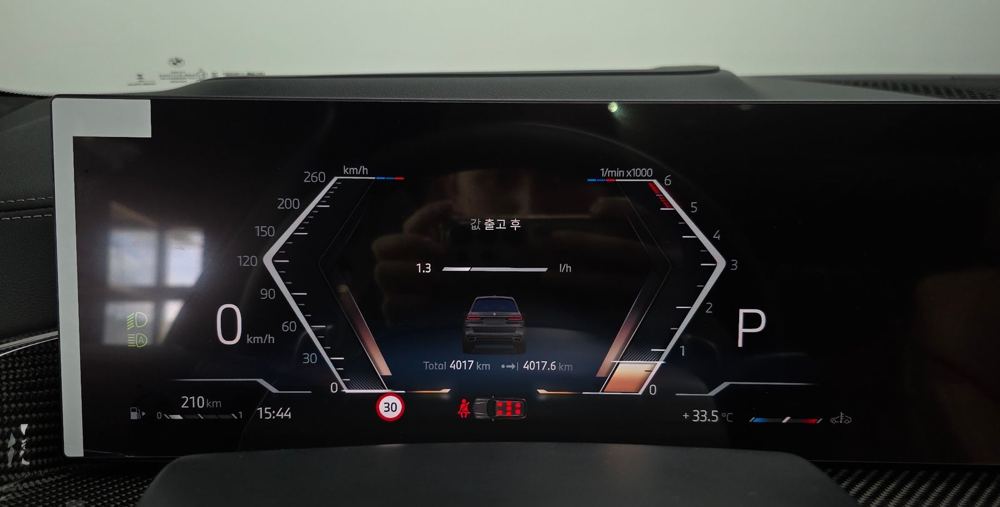 260
km/h
200
150
120
90
60
30
0
0 km/h
값 출고 후
1.3
l/h
Total 4017 km
4017.6 km
1/min x1000
6
5
4
3
2
1
0
P
210 km
0
1
15:44
30
+ 33.5 °C
A